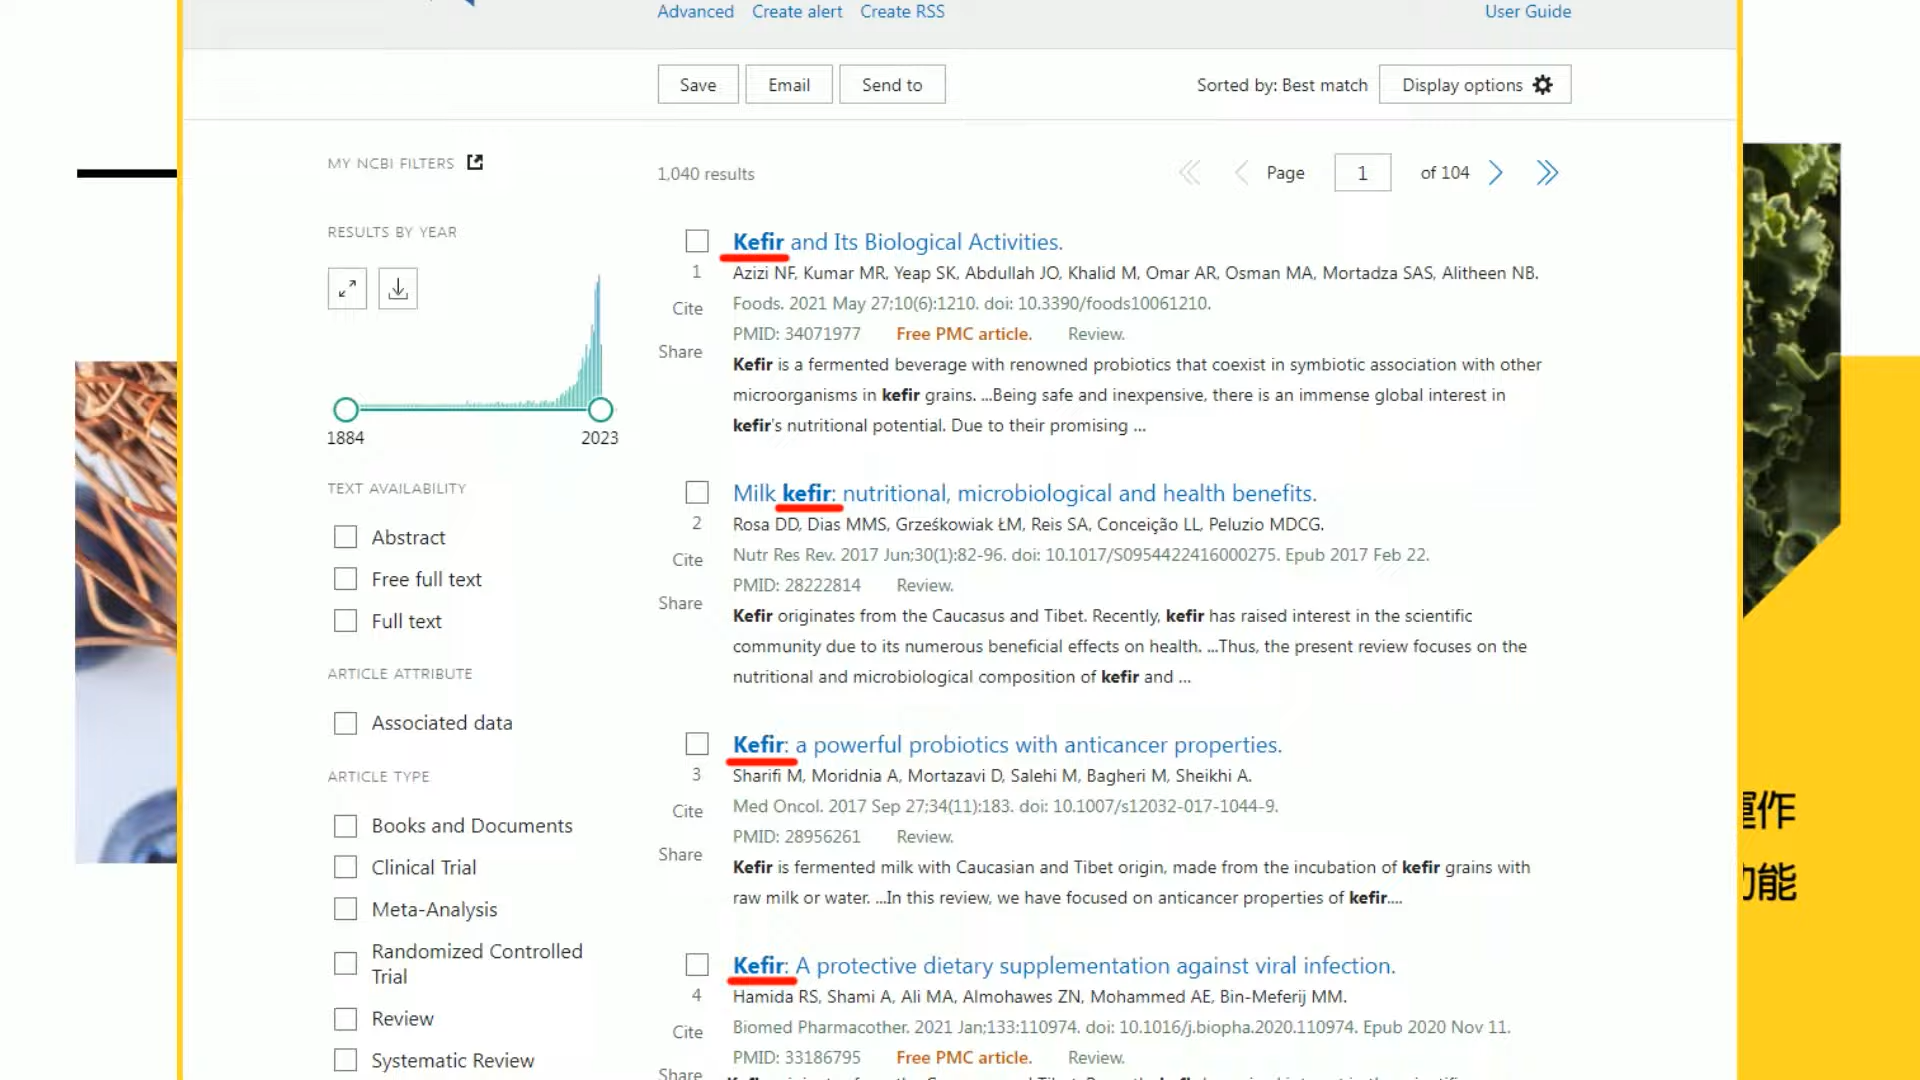 Advanced Create alert Create RSS User Guide
Save Email Send to Sorted by: Best match Display options
MY NCBI FILTERS
1,040 results
Page 1 of 104
RESULTS BY YEAR
1884 2023
TEXT AVAILABILITY
Abstract
Free full text
Full text
ARTICLE ATTRIBUTE
Associated data
ARTICLE TYPE
Books and Documents
Clinical Trial
Meta-Analysis
Randomized Controlled
Trial
Review
Systematic Review
Kefir and Its Biological Activities.
1
Azizi NF, Kumar MR, Yeap SK, Abdullah JO, Khalid M, Omar AR, Osman MA, Mortadza SAS, Alitheen NB.
Cite
Foods. 2021 May 27;10(6):1210. doi: 10.3390/foods10061210.
PMID: 34071977 Free PMC article. Review.
Share
Kefir is a fermented beverage with renowned probiotics that coexist in symbiotic association with other
microorganisms in kefir grains. ...Being safe and inexpensive, there is an immense global interest in
kefir's nutritional potential. Due to their promising ...
Milk kefir: nutritional, microbiological and health benefits.
2
Rosa DD, Dias MMS, Grześkowiak ŁM, Reis SA, Conceição LL, Peluzio MDCG.
Cite
Nutr Res Rev. 2017 Jun;30(1):82-96. doi: 10.1017/S0954422416000275. Epub 2017 Feb 22.
PMID: 28222814 Review.
Share
Kefir originates from the Caucasus and Tibet. Recently, kefir has raised interest in the scientific
community due to its numerous beneficial effects on health. ...Thus, the present review focuses on the
nutritional and microbiological composition of kefir and ...
Kefir: a powerful probiotics with anticancer properties.
3
Sharifi M, Moridnia A, Mortazavi D, Salehi M, Bagheri M, Sheikhi A.
Cite
Med Oncol. 2017 Sep 27;34(11):183. doi: 10.1007/s12032-017-1044-9.
PMID: 28956261 Review.
Share
Kefir is fermented milk with Caucasian and Tibet origin, made from the incubation of kefir grains with
raw milk or water. ...In this review, we have focused on anticancer properties of kefir....
Kefir: A protective dietary supplementation against viral infection.
4
Hamida RS, Shami A, Ali MA, Almohawes ZN, Mohammed AE, Bin-Meferij MM.
Cite
Biomed Pharmacother. 2021 Jan;133:110974. doi: 10.1016/j.biopha.2020.110974. Epub 2020 Nov 11.
PMID: 33186795 Free PMC article. Review.
Share
運作
功能